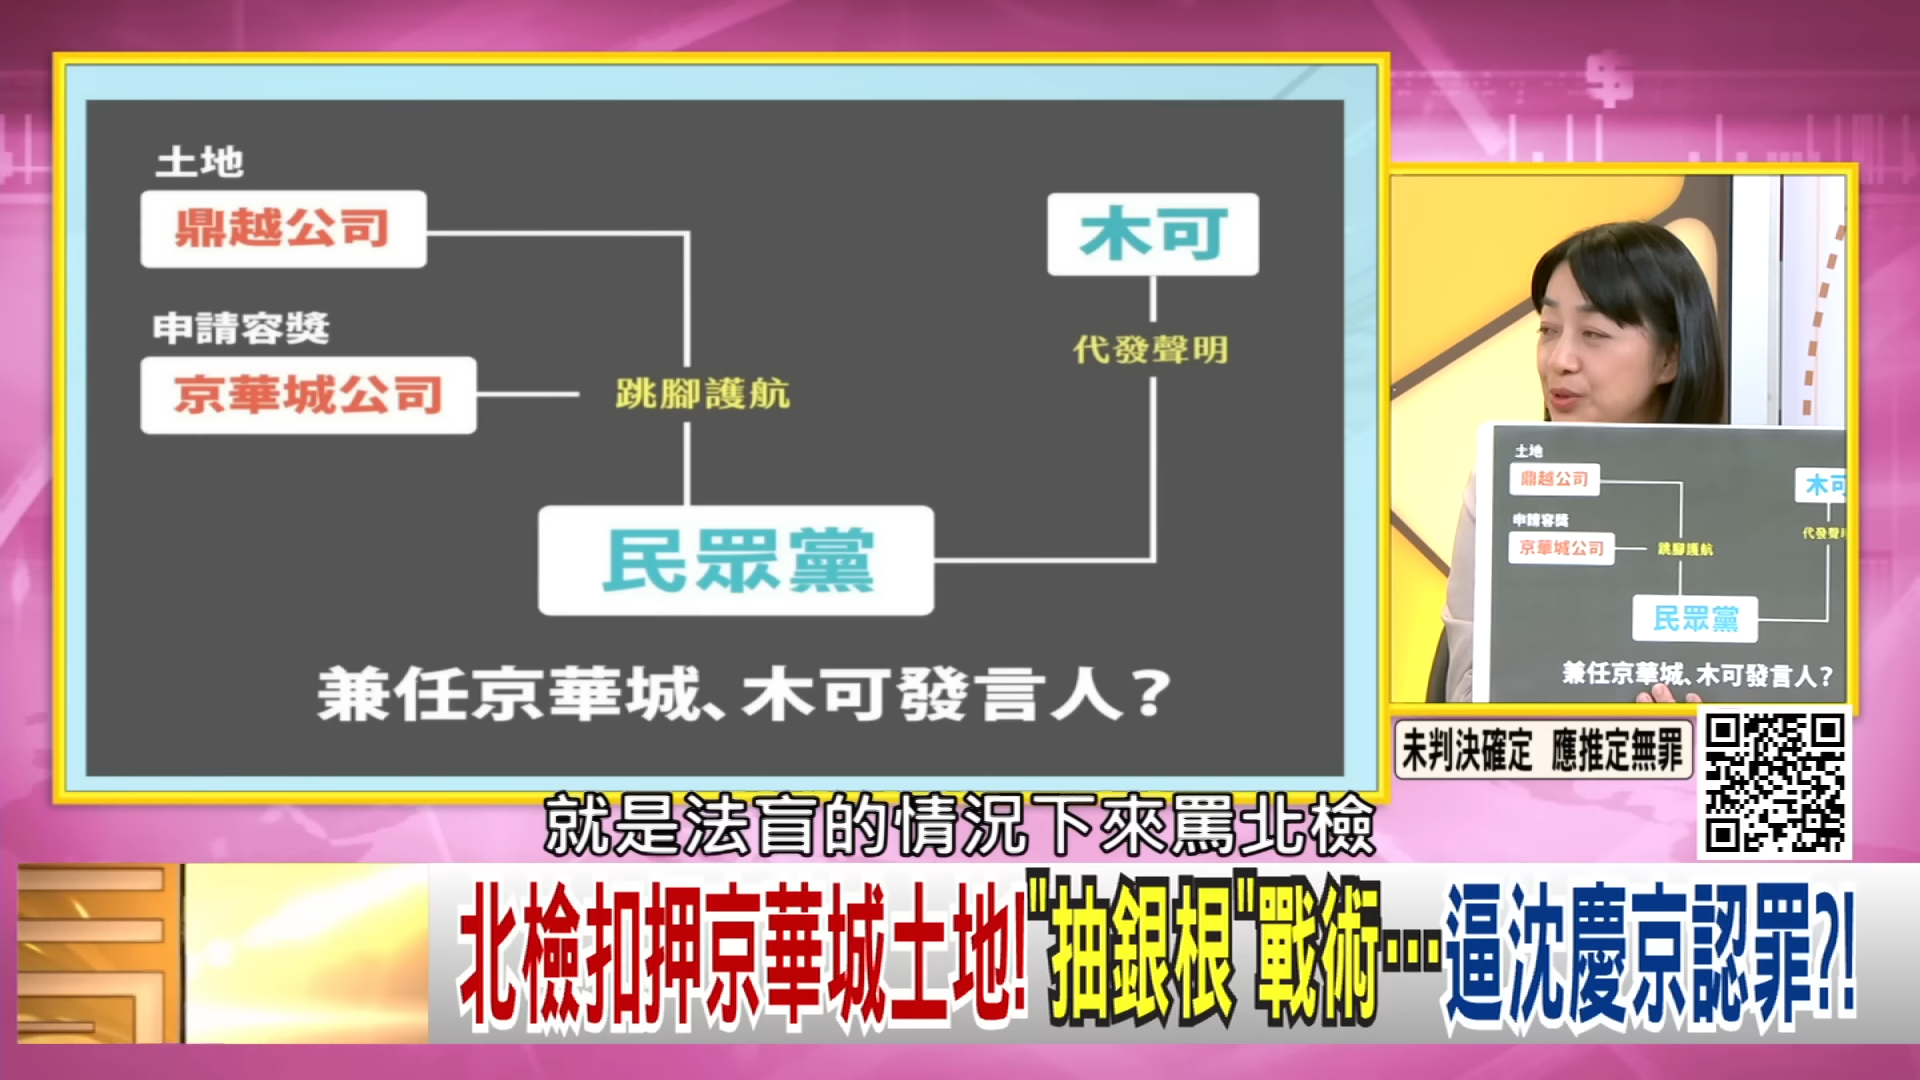 土地
鼎越公司
木可
申請容獎
代發聲明
京華城公司
跳腳護航
民眾黨
兼任京華城、木可發言人？
土地
鼎越公司
木可
申請容獎
代發聲明
京華城公司
跳腳護航
民眾黨
兼任京華城、木可發言人？
未判決確定 應推定無罪
就是法盲的情況下來罵北檢
北檢扣押京華城土地!"抽銀根"戰術…逼沈慶京認罪?!